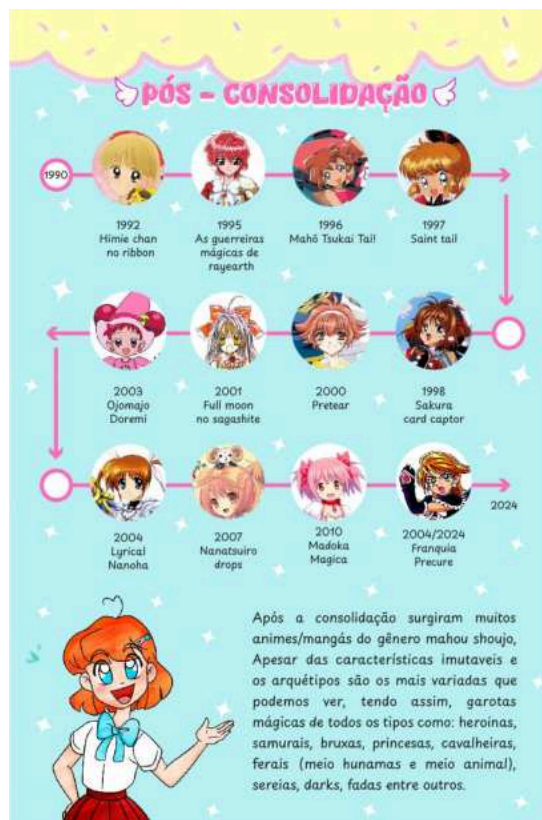 PÓS - CONSOLIDAÇÃO
1990
1992
Himie chan
no ribbon
1995
As guerreiras
mágicas de
rayearth
1996
Mahô Tsukai Tai!
1997
Saint tail
2003
Ojomajo
Doremi
2001
Full moon
no sagashite
2000
Pretear
1998
Sakura
card captor
2004
Lyrical
Nanoha
2007
Nanatsuiro
drops
2010
Madoka
Magica
2004/2024
Franquia
Precure
2024
Após a consolidação surgiram muitos
animes/mangás do gênero mahou shoujo,
Apesar das características imutaveis e
os arquétipos são os mais variadas que
podemos ver, tendo assim, garotas
mágicas de todos os tipos como: heroinas,
samurais, bruxas, princesas, cavalheiras,
ferais (meio hunamas e meio animal),
sereias, darks, fadas entre outros.